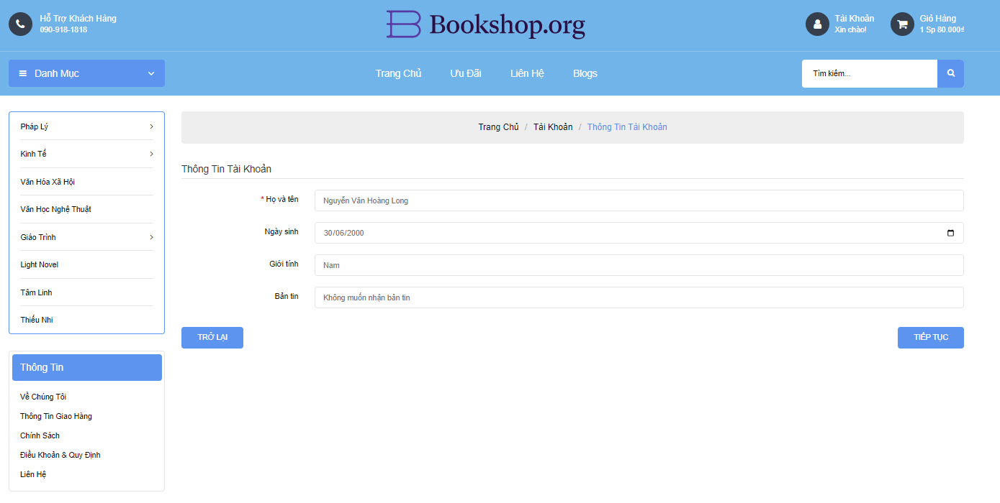 Hỗ Trợ Khách Hàng
090-918-1818
Bookshop.org
Tài Khoản
Xin chào!
Giỏ Hàng
1 Sp 80.000₫
Danh Mục
Trang Chủ
Ưu Đãi
Liên Hệ
Blogs
Tìm kiếm...
Pháp Lý
Kinh Tế
Văn Hóa Xã Hội
Văn Học Nghệ Thuật
Giáo Trình
Light Novel
Tâm Linh
Thiếu Nhi
Thông Tin
Về Chúng Tôi
Thông Tin Giao Hàng
Chính Sách
Điều Khoản & Quy Định
Liên Hệ
Trang Chủ / Tài Khoản / Thông Tin Tài Khoản
Thông Tin Tài Khoản
* Họ và tên
Nguyễn Văn Hoàng Long
Ngày sinh
30/06/2000
Giới tính
Nam
Bản tin
Không muốn nhận bản tin
TRỞ LẠI
TIẾP TỤC